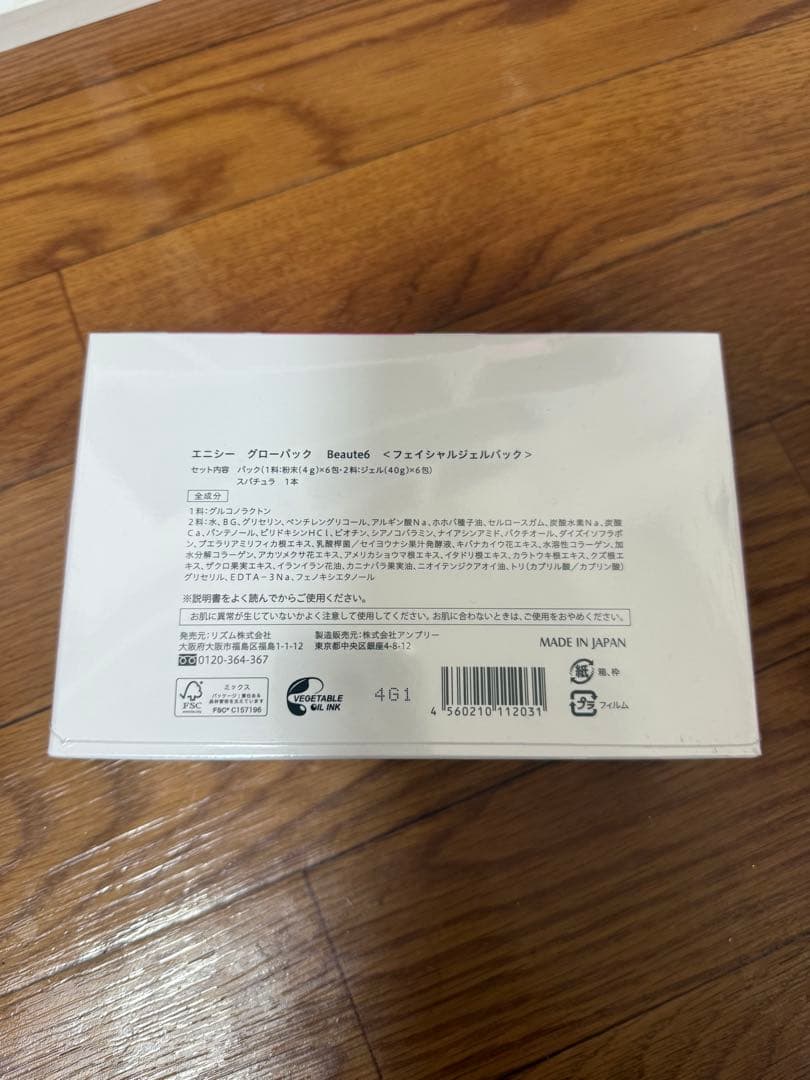 エニシー　グローパック　Beaute6　＜フェイシャルジェルパック＞
セット内容　パック(1料:粉末(4g)×6包・2料:ジェル(40g)×6包)
スパチュラ　1本
全成分
1料:グルコノラクトン
2料:水、BG、グリセリン、ペンチレングリコール、アルギン酸Na、ホホバ種子油、セルロースガム、炭酸水素Na、炭酸
Ca、パンテノール、ピリドキシンHCl、ビオチン、シアノコバラミン、ナイアシンアミド、バクチオール、ダイズイソフラボ
ン、プエラリアミリフィカ根エキス、乳酸桿菌／セイヨウナシ果汁発酵液、キバナカイウ花エキス、水溶性コラーゲン、加
水分解コラーゲン、アカツメクサ花エキス、アメリカショウマ根エキス、イタドリ根エキス、カラトウキ根エキス、クズ根エ
キス、ザクロ果実エキス、イランイラン花油、カニナバラ果実油、ニオイテンジクアオイ油、トリ(カプリル酸／カプリン酸)
グリセリル、EDTA－3Na、フェノキシエタノール
※説明書をよく読んでからご使用ください。
お肌に異常が生じていないかよく注意して使用してください。お肌に合わないときは、ご使用をおやめください。
発売元:リズム株式会社　製造販売元:株式会社アンプリー
大阪府大阪市福島区福島1-1-12　東京都中央区銀座4-8-12
0120-364-367
MADE IN JAPAN
紙 箱、枠
FSC
ミックス
パッケージ｜責任ある
森林管理を支えています
FSC® C157196
VEGETABLE
OIL INK
4G1
4 560210 112031
プラ フィルム